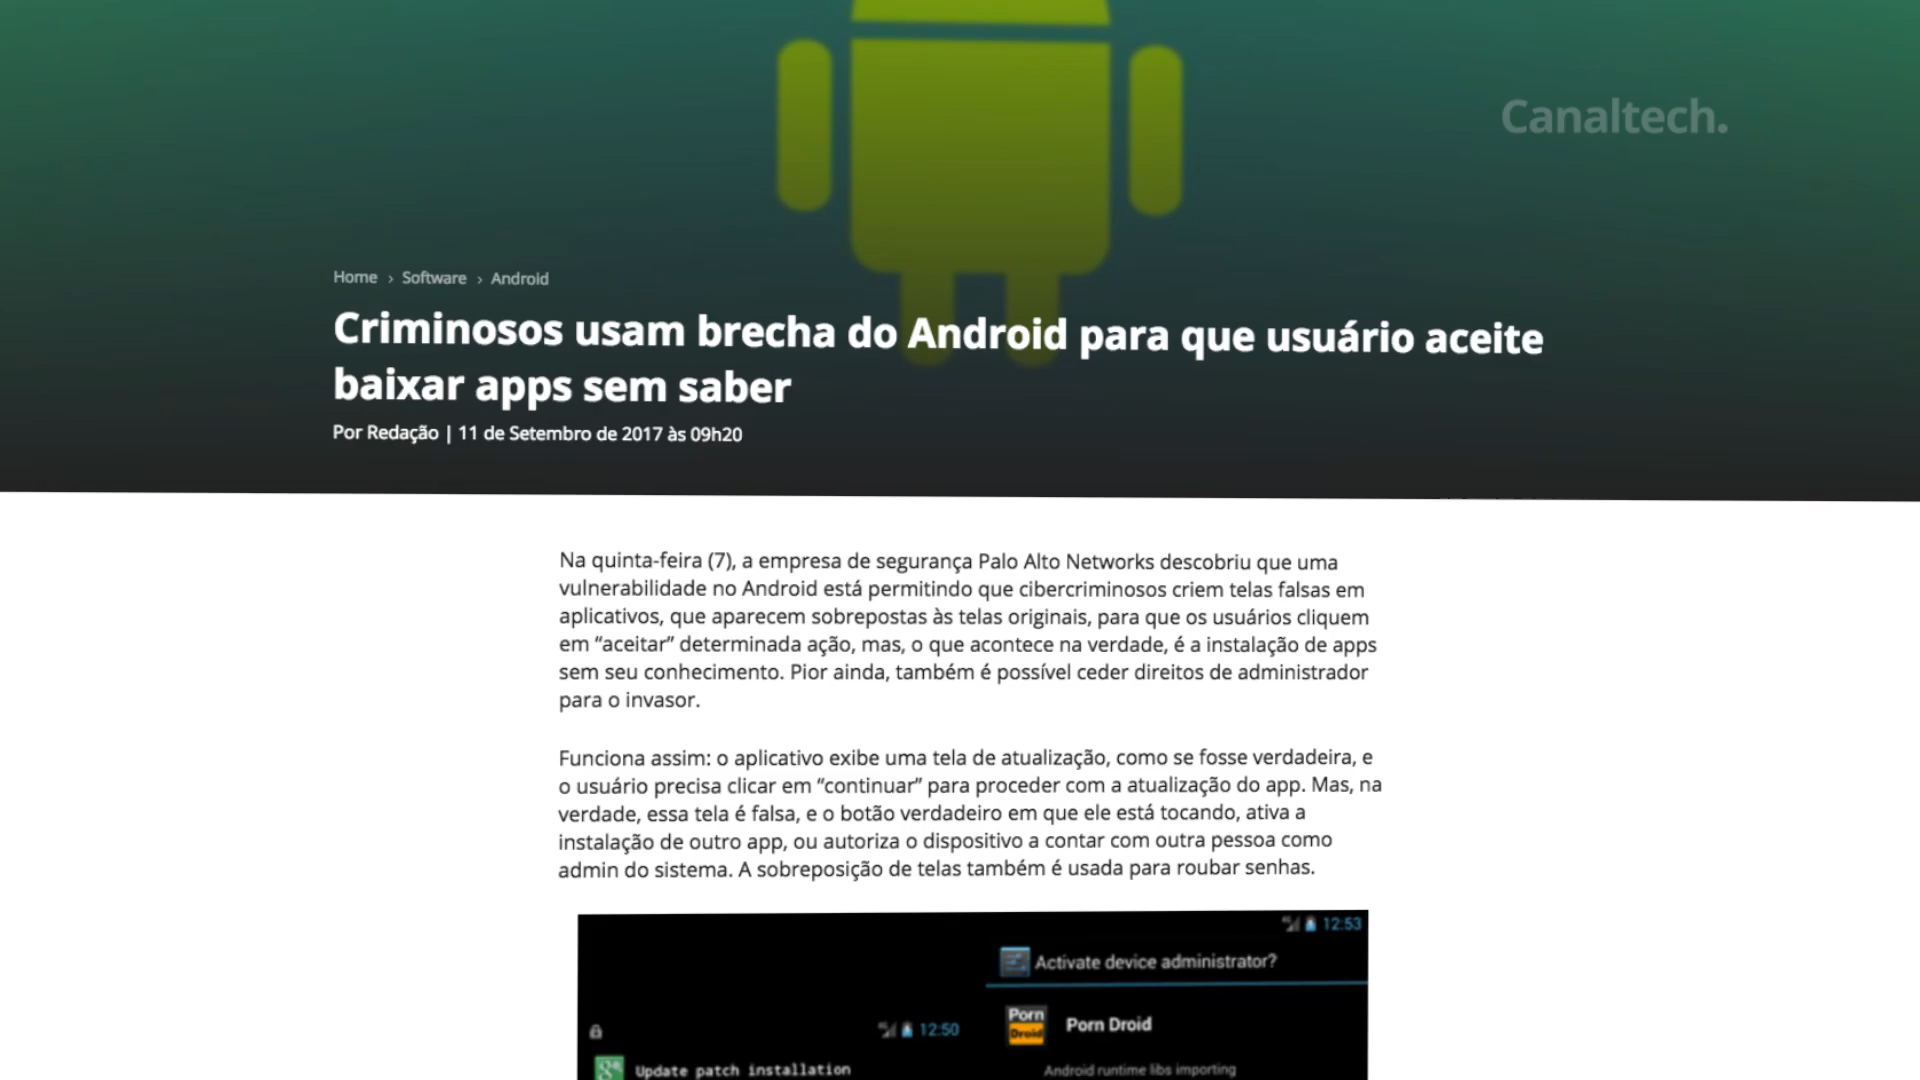 Canaltech.
Home › Software › Android
Criminosos usam brecha do Android para que usuário aceite
baixar apps sem saber
Por Redação | 11 de Setembro de 2017 às 09h20
Na quinta-feira (7), a empresa de segurança Palo Alto Networks descobriu que uma
vulnerabilidade no Android está permitindo que cibercriminosos criem telas falsas em
aplicativos, que aparecem sobrepostas às telas originais, para que os usuários cliquem
em “aceitar” determinada ação, mas, o que acontece na verdade, é a instalação de apps
sem seu conhecimento. Pior ainda, também é possível ceder direitos de administrador
para o invasor.
Funciona assim: o aplicativo exibe uma tela de atualização, como se fosse verdadeira, e
o usuário precisa clicar em “continuar” para proceder com a atualização do app. Mas, na
verdade, essa tela é falsa, e o botão verdadeiro em que ele está tocando, ativa a
instalação de outro app, ou autoriza o dispositivo a contar com outra pessoa como
admin do sistema. A sobreposição de telas também é usada para roubar senhas.
12:53
Activate device administrator?
Porn
Droid
Porn Droid
12:50
Android runtime libs importing
Update patch installation